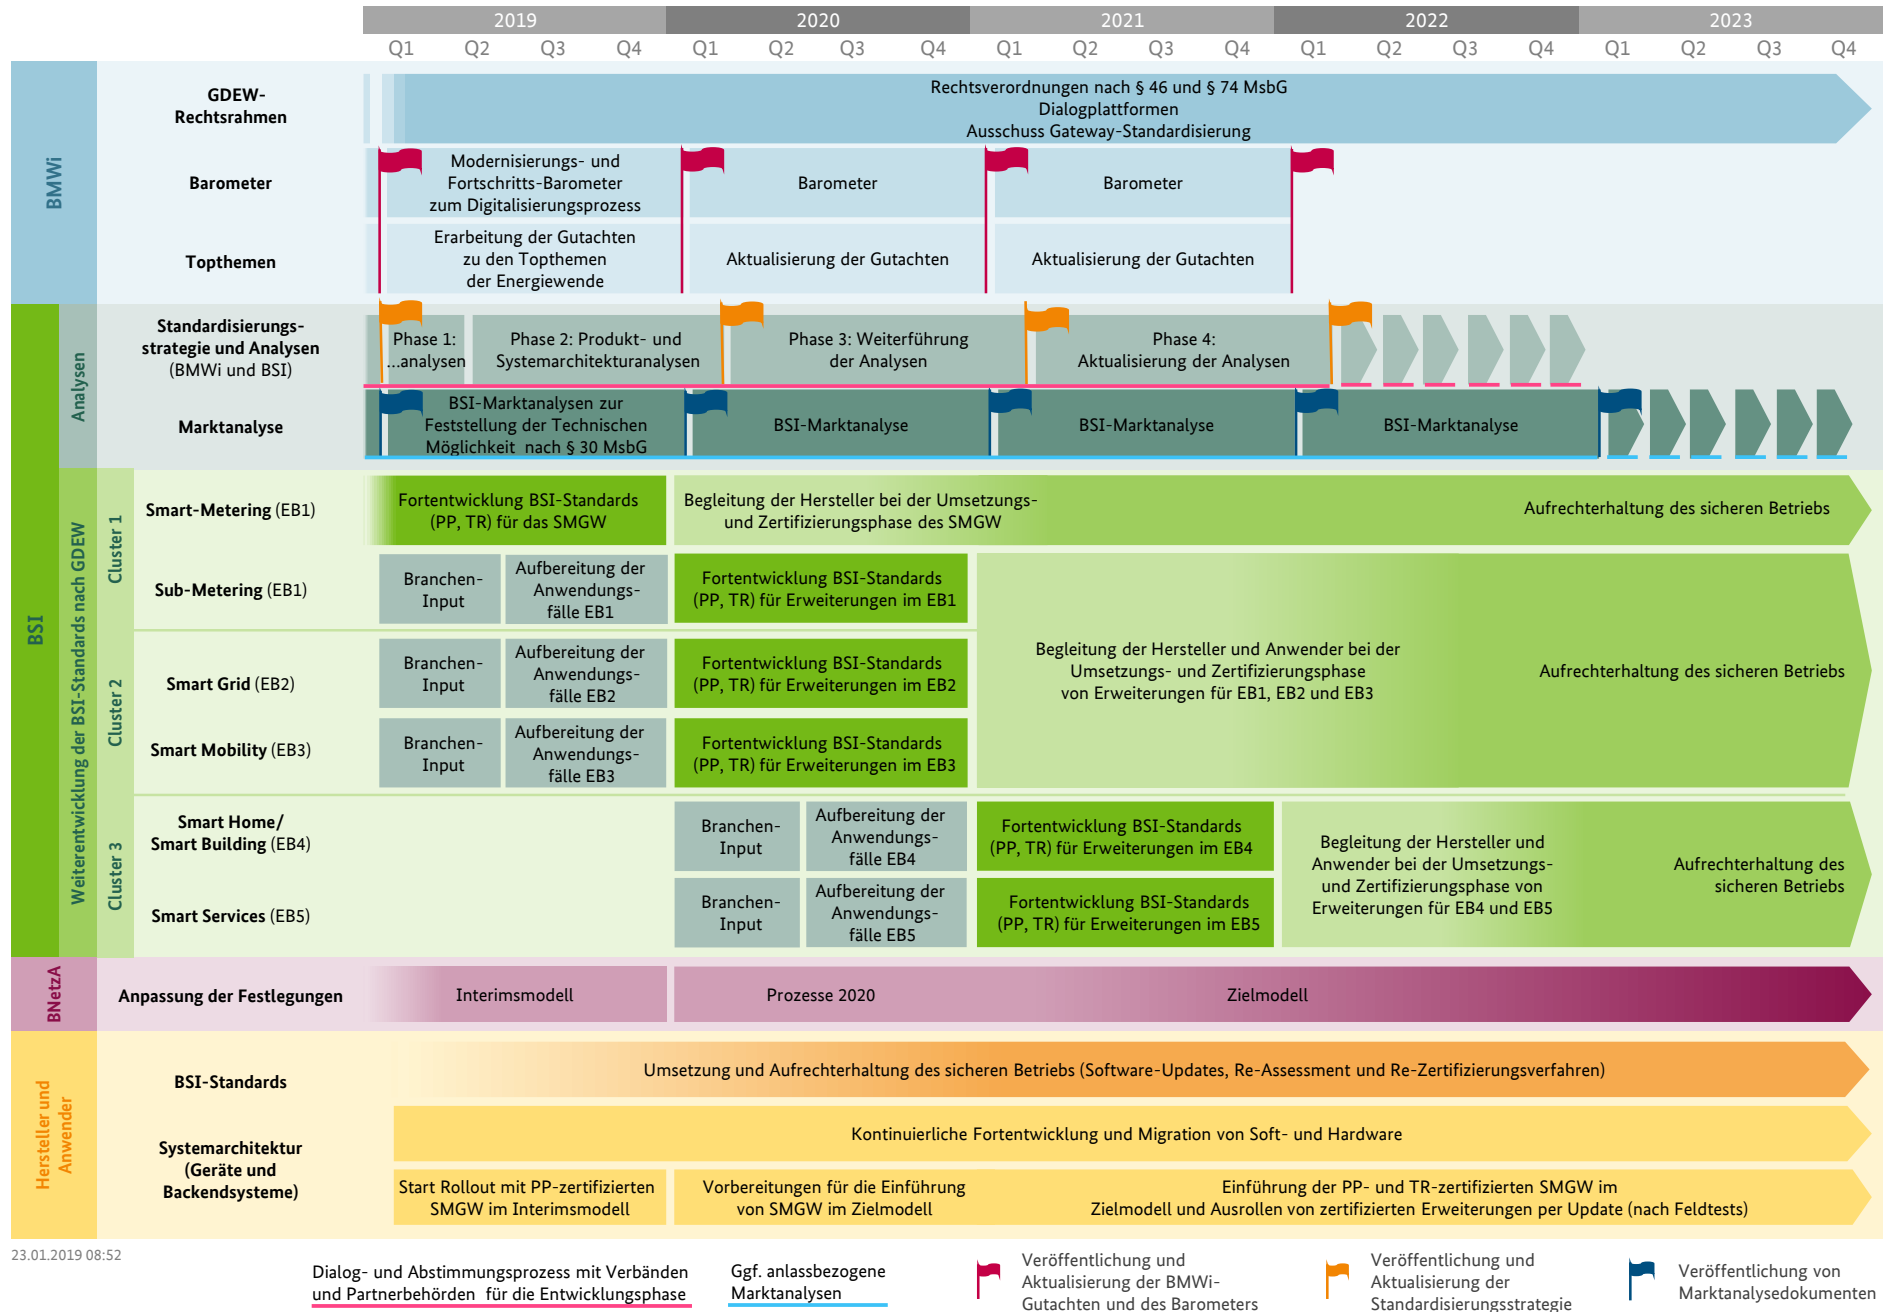 2019 2020 2021 2022 2023
Q1 Q2 Q3 Q4 Q1 Q2 Q3 Q4 Q1 Q2 Q3 Q4 Q1 Q2 Q3 Q4 Q1 Q2 Q3 Q4
BMWi
GDEW-
Rechtsrahmen
Rechtsverordnungen nach § 46 und § 74 MsbG
Dialogplattformen
Ausschuss Gateway-Standardisierung
Barometer
Modernisierungs- und
Fortschritts-Barometer
zum Digitalisierungsprozess
Barometer
Barometer
Topthemen
Erarbeitung der Gutachten
zu den Topthemen
der Energiewende
Aktualisierung der Gutachten
Aktualisierung der Gutachten
BSI
Analysen
Standardisierungs-
strategie und Analysen
(BMWi und BSI)
Phase 1:
...analysen
Phase 2: Produkt- und
Systemarchitekturanalysen
Phase 3: Weiterführung
der Analysen
Phase 4:
Aktualisierung der Analysen
Marktanalyse
BSI-Marktanalysen zur
Feststellung der Technischen
Möglichkeit nach § 30 MsbG
BSI-Marktanalyse
BSI-Marktanalyse
BSI-Marktanalyse
Weiterentwicklung der BSI-Standards nach GDEW
Cluster 1
Smart-Metering (EB1)
Fortentwicklung BSI-Standards
(PP, TR) für das SMGW
Begleitung der Hersteller bei der Umsetzungs-
und Zertifizierungsphase des SMGW
Aufrechterhaltung des sicheren Betriebs
Sub-Metering (EB1)
Branchen-
Input
Aufbereitung der
Anwendungs-
fälle EB1
Fortentwicklung BSI-Standards
(PP, TR) für Erweiterungen im EB1
Begleitung der Hersteller und Anwender bei der
Umsetzungs- und Zertifizierungsphase
von Erweiterungen für EB1, EB2 und EB3
Aufrechterhaltung des sicheren Betriebs
Cluster 2
Smart Grid (EB2)
Branchen-
Input
Aufbereitung der
Anwendungs-
fälle EB2
Fortentwicklung BSI-Standards
(PP, TR) für Erweiterungen im EB2
Smart Mobility (EB3)
Branchen-
Input
Aufbereitung der
Anwendungs-
fälle EB3
Fortentwicklung BSI-Standards
(PP, TR) für Erweiterungen im EB3
Cluster 3
Smart Home/
Smart Building (EB4)
Branchen-
Input
Aufbereitung der
Anwendungs-
fälle EB4
Fortentwicklung BSI-Standards
(PP, TR) für Erweiterungen im EB4
Begleitung der Hersteller und
Anwender bei der Umsetzungs-
und Zertifizierungsphase von
Erweiterungen für EB4 und EB5
Aufrechterhaltung des
sicheren Betriebs
Smart Services (EB5)
Branchen-
Input
Aufbereitung der
Anwendungs-
fälle EB5
Fortentwicklung BSI-Standards
(PP, TR) für Erweiterungen im EB5
BNetzA
Anpassung der Festlegungen
Interimsmodell
Prozesse 2020
Zielmodell
Hersteller und
Anwender
BSI-Standards
Umsetzung und Aufrechterhaltung des sicheren Betriebs (Software-Updates, Re-Assessment und Re-Zertifizierungsverfahren)
Systemarchitektur
(Geräte und
Backendsysteme)
Kontinuierliche Fortentwicklung und Migration von Soft- und Hardware
Start Rollout mit PP-zertifizierten
SMGW im Interimsmodell
Vorbereitungen für die Einführung
von SMGW im Zielmodell
Einführung der PP- und TR-zertifizierten SMGW im
Zielmodell und Ausrollen von zertifizierten Erweiterungen per Update (nach Feldtests)
23.01.2019 08:52
Dialog- und Abstimmungsprozess mit Verbänden
und Partnerbehörden für die Entwicklungsphase
Ggf. anlassbezogene
Marktanalysen
Veröffentlichung und
Aktualisierung der BMWi-
Gutachten und des Barometers
Veröffentlichung und
Aktualisierung der
Standardisierungsstrategie
Veröffentlichung von
Marktanalysedokumenten